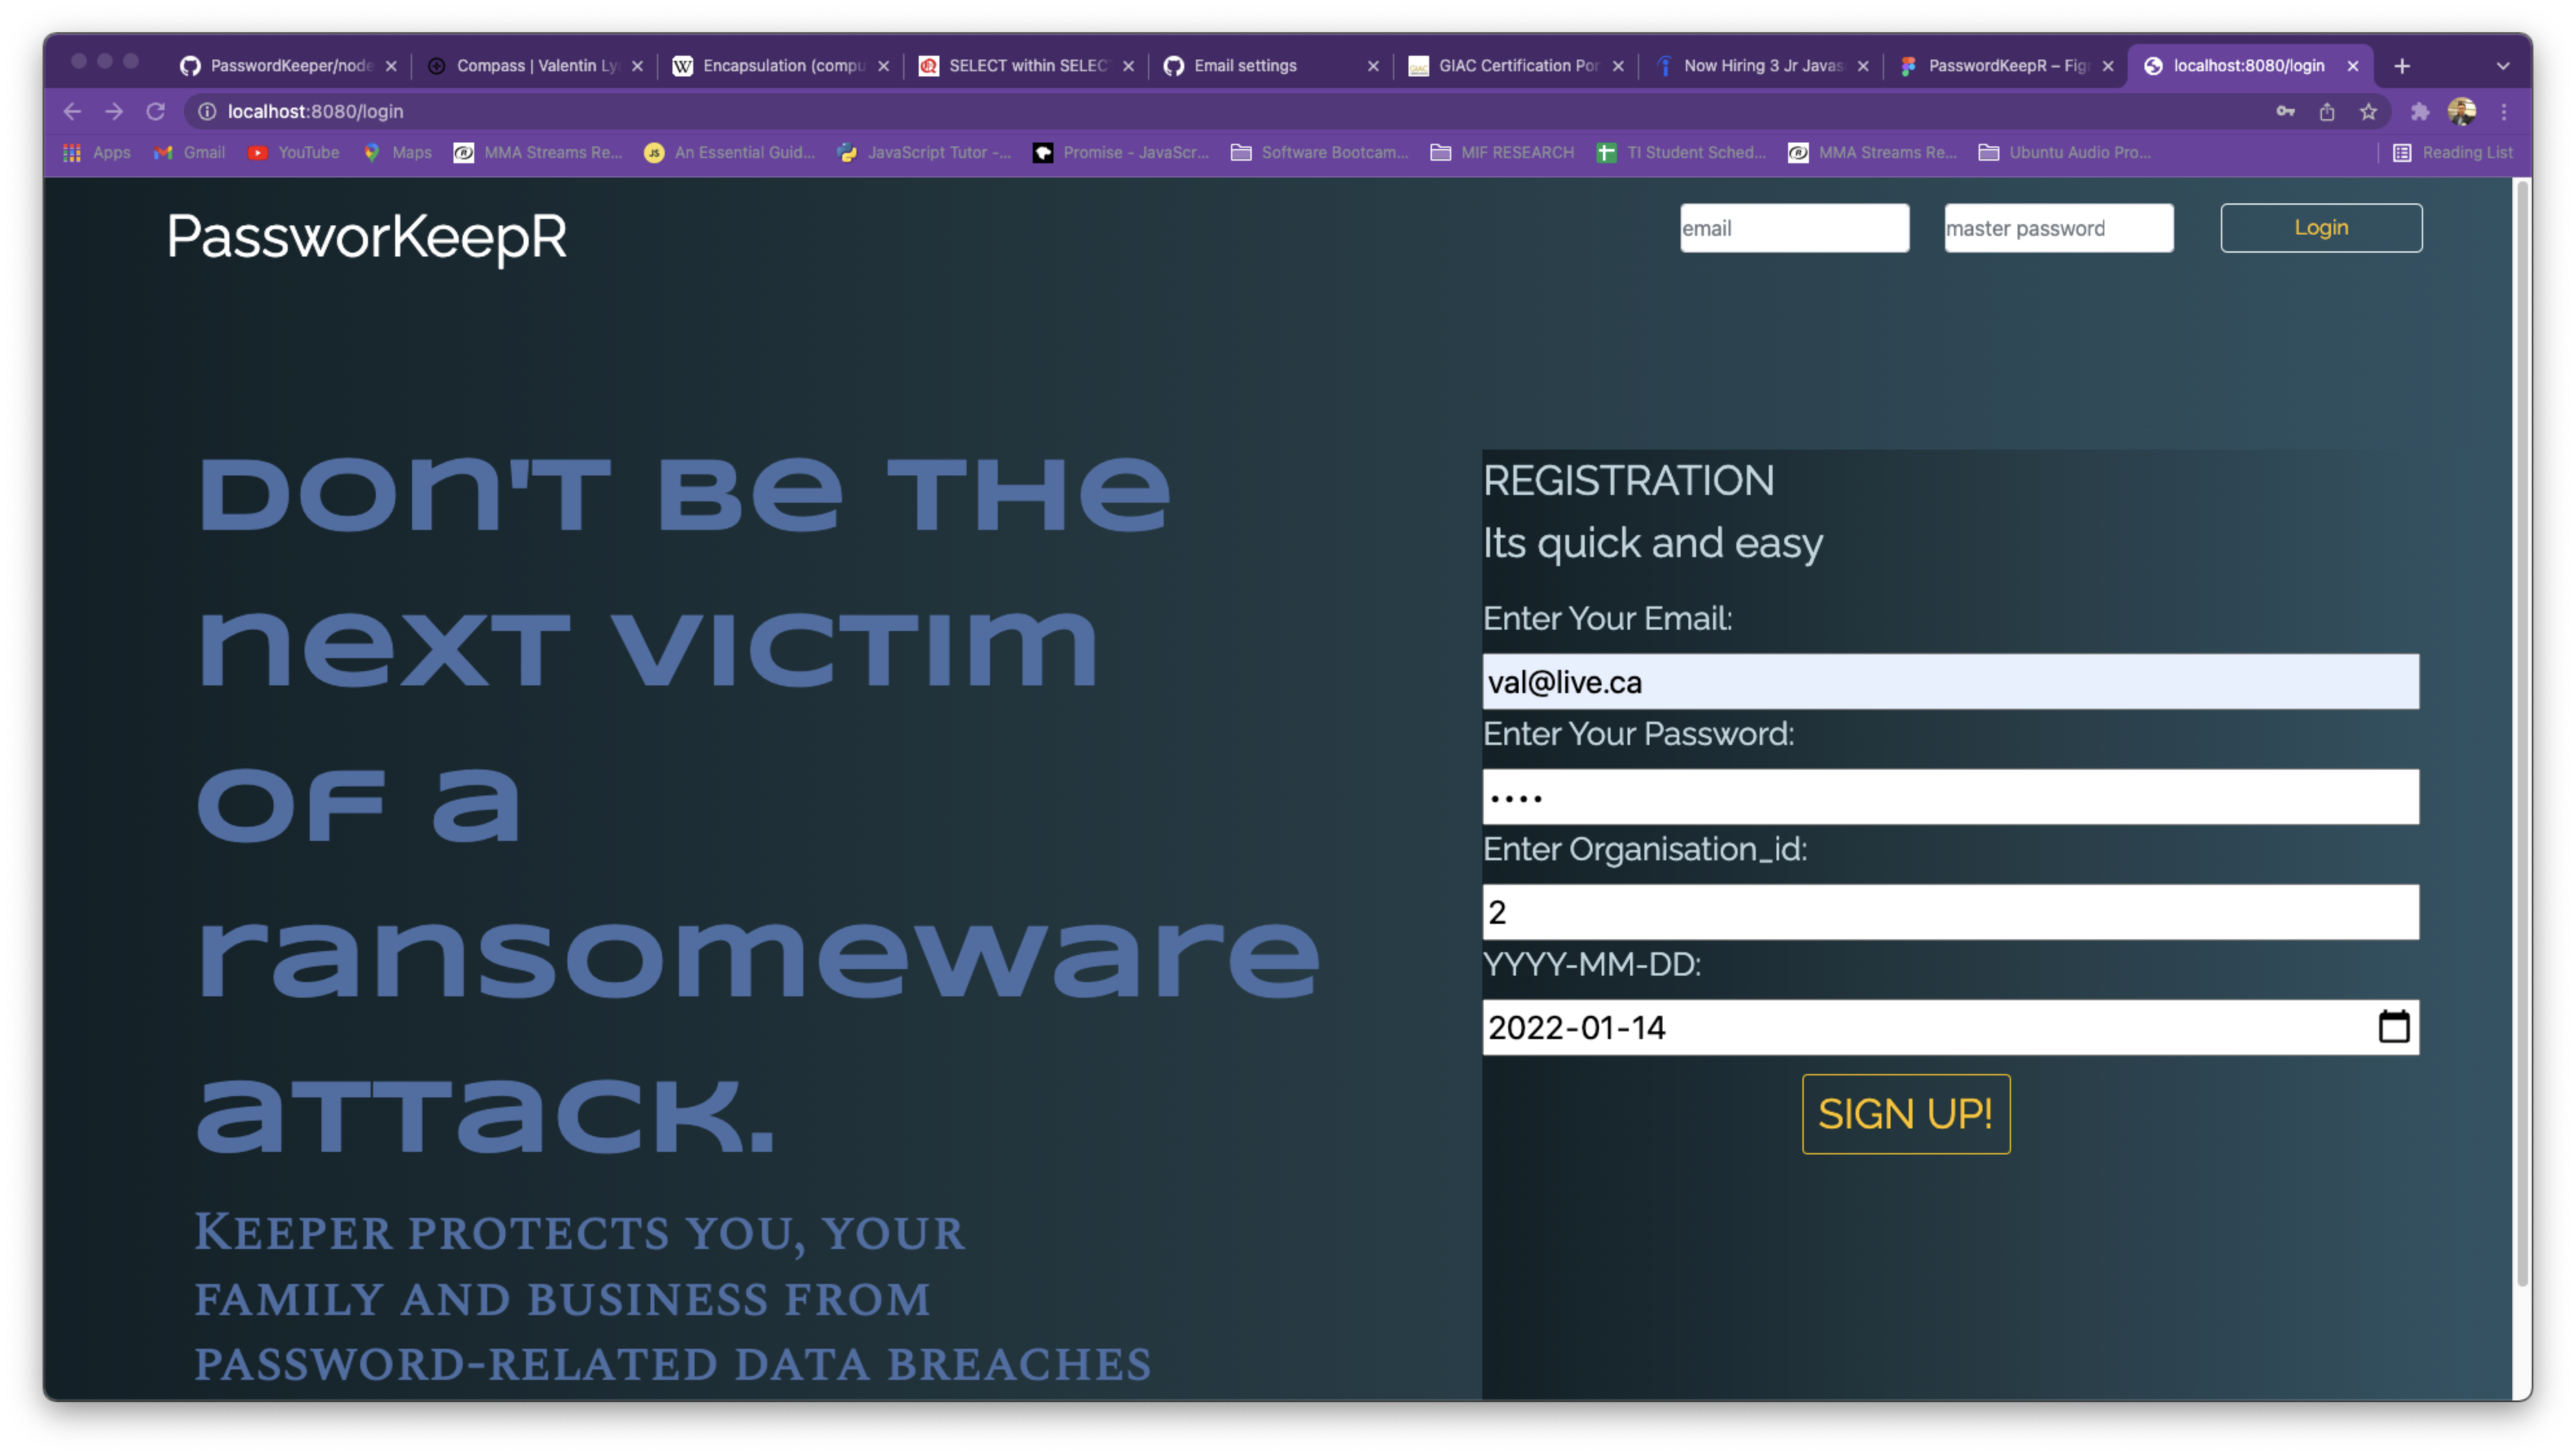 PasswordKeeper/node
Compass | Valentin Ly
Encapsulation (compu
SELECT within SELEC
Email settings
GIAC Certification Por
Now Hiring 3 Jr Javas
PasswordKeepR – Fig
localhost:8080/login
localhost:8080/login
Apps
Gmail
YouTube
Maps
MMA Streams Re...
An Essential Guid...
JavaScript Tutor -...
Promise - JavaScr...
Software Bootcam...
MIF RESEARCH
TI Student Sched...
MMA Streams Re...
Ubuntu Audio Pro...
Reading List
PassworKeepR
email
master password
Login
Don't Be The
next victim
of a
ransomeware
attack.
Keeper protects you, your
family and business from
password-related data breaches
REGISTRATION
Its quick and easy
Enter Your Email:
val@live.ca
Enter Your Password:
••••
Enter Organisation_id:
2
YYYY-MM-DD:
2022-01-14
SIGN UP!